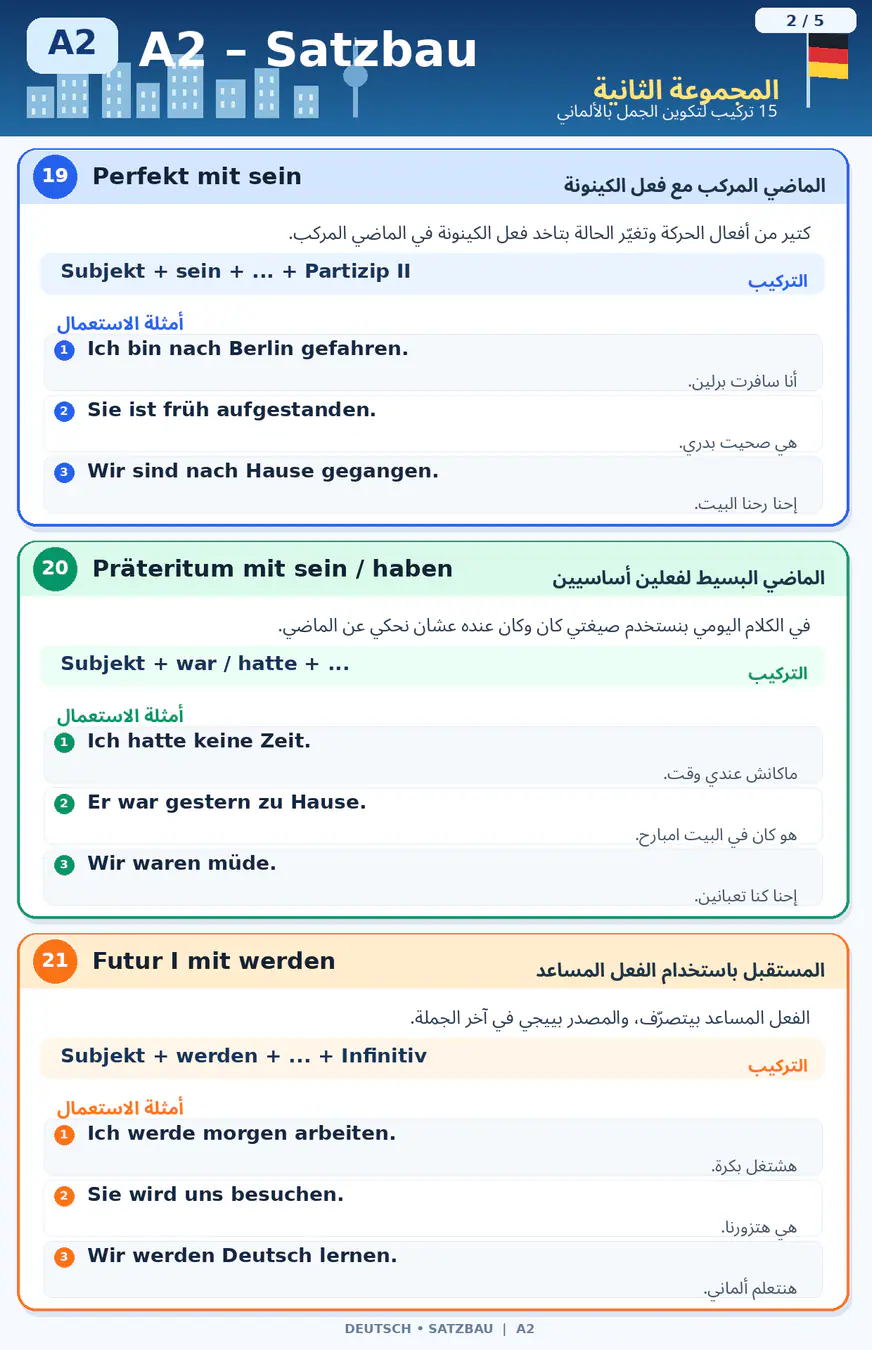 2 / 5
A2
A2 – Satzbau
المجموعة الثانية
15 تركيب لتكوين الجمل بالألماني
19 Perfekt mit sein الماضي المركب مع فعل الكينونة
كتير من أفعال الحركة وتغيّر الحالة بتاخد فعل الكينونة في الماضي المركب.
Subjekt + sein + ... + Partizip II التركيب
أمثلة الاستعمال
1 Ich bin nach Berlin gefahren.
أنا سافرت برلين.
2 Sie ist früh aufgestanden.
هي صحيت بدري.
3 Wir sind nach Hause gegangen.
إحنا رحنا البيت.
20 Präteritum mit sein / haben الماضي البسيط لفعلين أساسيين
في الكلام اليومي بنستخدم صيغتي كان وكان عنده عشان نحكي عن الماضي.
Subjekt + war / hatte + ... التركيب
أمثلة الاستعمال
1 Ich hatte keine Zeit.
ماكانش عندي وقت.
2 Er war gestern zu Hause.
هو كان في البيت امبارح.
3 Wir waren müde.
إحنا كنا تعبانين.
21 Futur I mit werden المستقبل باستخدام الفعل المساعد
الفعل المساعد بيتصرّف، والمصدر بييجي في آخر الجملة.
Subjekt + werden + ... + Infinitiv التركيب
أمثلة الاستعمال
1 Ich werde morgen arbeiten.
هشتغل بكرة.
2 Sie wird uns besuchen.
هي هتزورنا.
3 Wir werden Deutsch lernen.
هنتعلم ألماني.
DEUTSCH • SATZBAU | A2